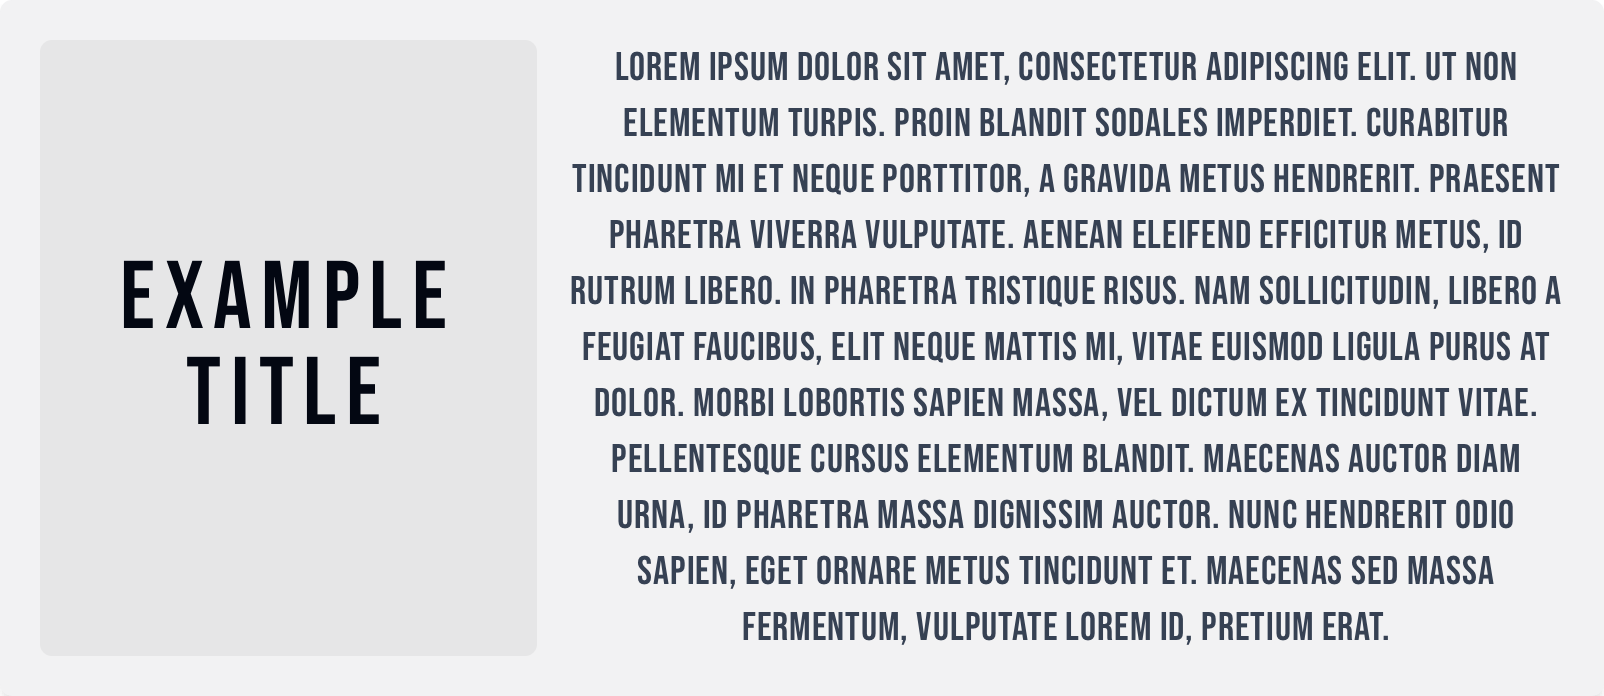 EXAMPLE
TITLE
LOREM IPSUM DOLOR SIT AMET, CONSECTETUR ADIPISCING ELIT. UT NON
ELEMENTUM TURPIS. PROIN BLANDIT SODALES IMPERDIET. CURABITUR
TINCIDUNT MI ET NEQUE PORTTITOR, A GRAVIDA METUS HENDRERIT. PRAESENT
PHARETRA VIVERRA VULPUTATE. AENEAN ELEIFEND EFFICITUR METUS, ID
RUTRUM LIBERO. IN PHARETRA TRISTIQUE RISUS. NAM SOLLICITUDIN, LIBERO A
FEUGIAT FAUCIBUS, ELIT NEQUE MATTIS MI, VITAE EUISMOD LIGULA PURUS AT
DOLOR. MORBI LOBORTIS SAPIEN MASSA, VEL DICTUM EX TINCIDUNT VITAE.
PELLENTESQUE CURSUS ELEMENTUM BLANDIT. MAECENAS AUCTOR DIAM
URNA, ID PHARETRA MASSA DIGNISSIM AUCTOR. NUNC HENDRERIT ODIO
SAPIEN, EGET ORNARE METUS TINCIDUNT ET. MAECENAS SED MASSA
FERMENTUM, VULPUTATE LOREM ID, PRETIUM ERAT.